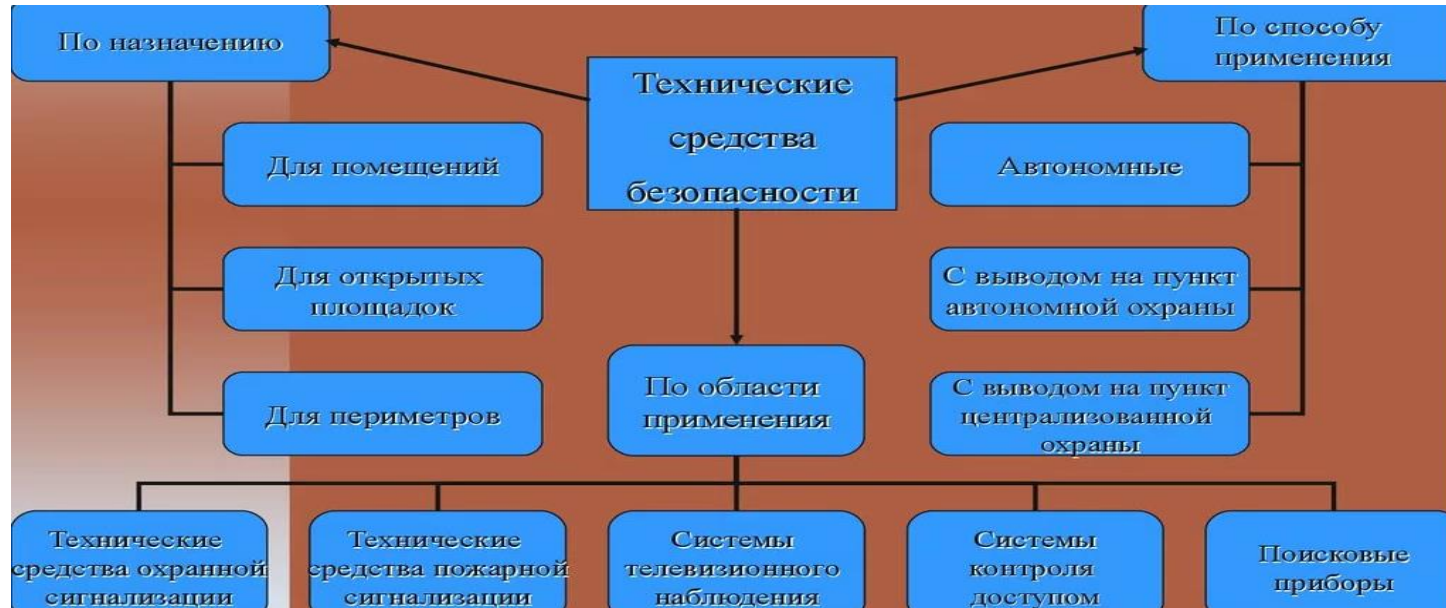 По назначению
Технические
средства
безопасности
По способу
применения
Для помещений
Для открытых
площадок
Для периметров
Автономные
С выводом на пункт
автономной охраны
С выводом на пункт
централизованной
охраны
По области
применения
Технические
средства охранной
сигнализации
Технические
средства пожарной
сигнализации
Системы
телевизионного
наблюдения
Системы
контроля
доступом
Поисковые
приборы